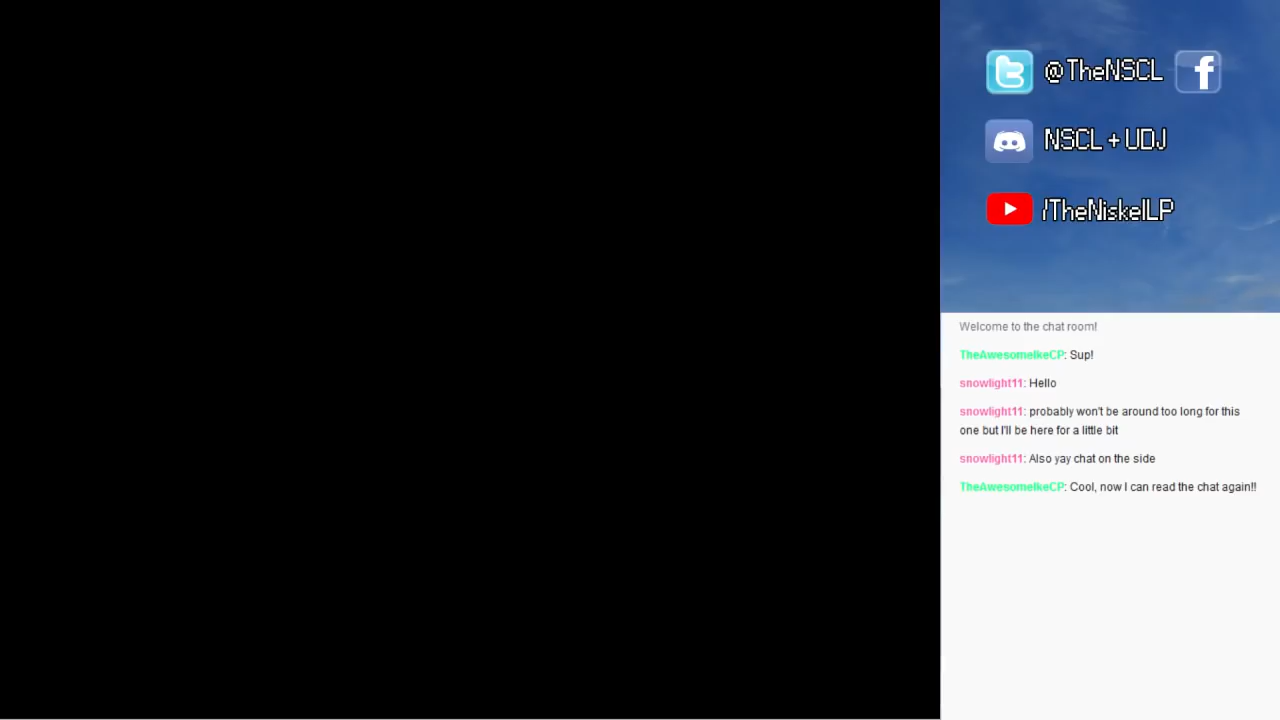 @TheNSCL
NSCL + UDJ
/TheNiskelLP
Welcome to the chat room!
TheAwesomeIkeCP: Sup!
snowlight11: Hello
snowlight11: probably won't be around too long for this
one but I'll be here for a little bit
snowlight11: Also yay chat on the side
TheAwesomeIkeCP: Cool, now I can read the chat again!!